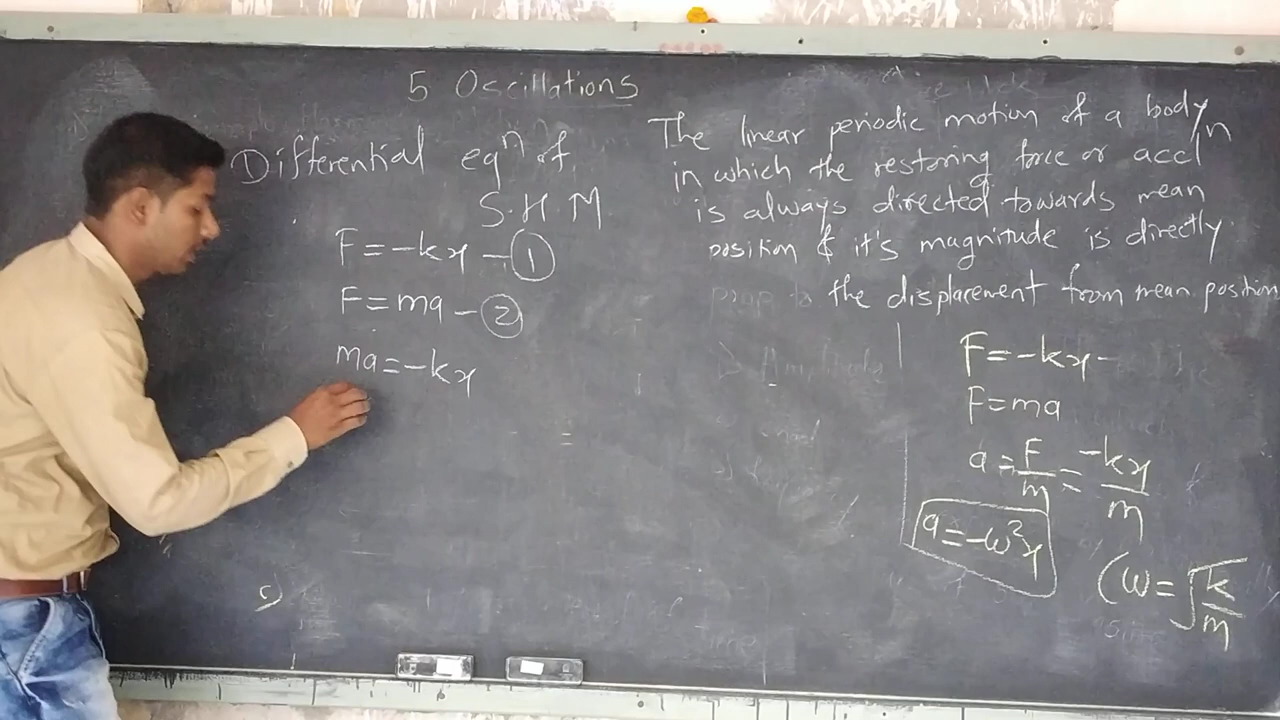 5 Oscillations
Differential eqⁿ of
S.H.M
F = -kx - ①
F = ma - ②
ma = -kx
The linear periodic motion of a body
in which the restoring force or accⁿ
is always directed towards mean
position & it's magnitude is directly
prop to the displacement from mean position
F = -kx -
F = ma
a = F/m = -kx/m
a = -ω²x
(ω = √k/m